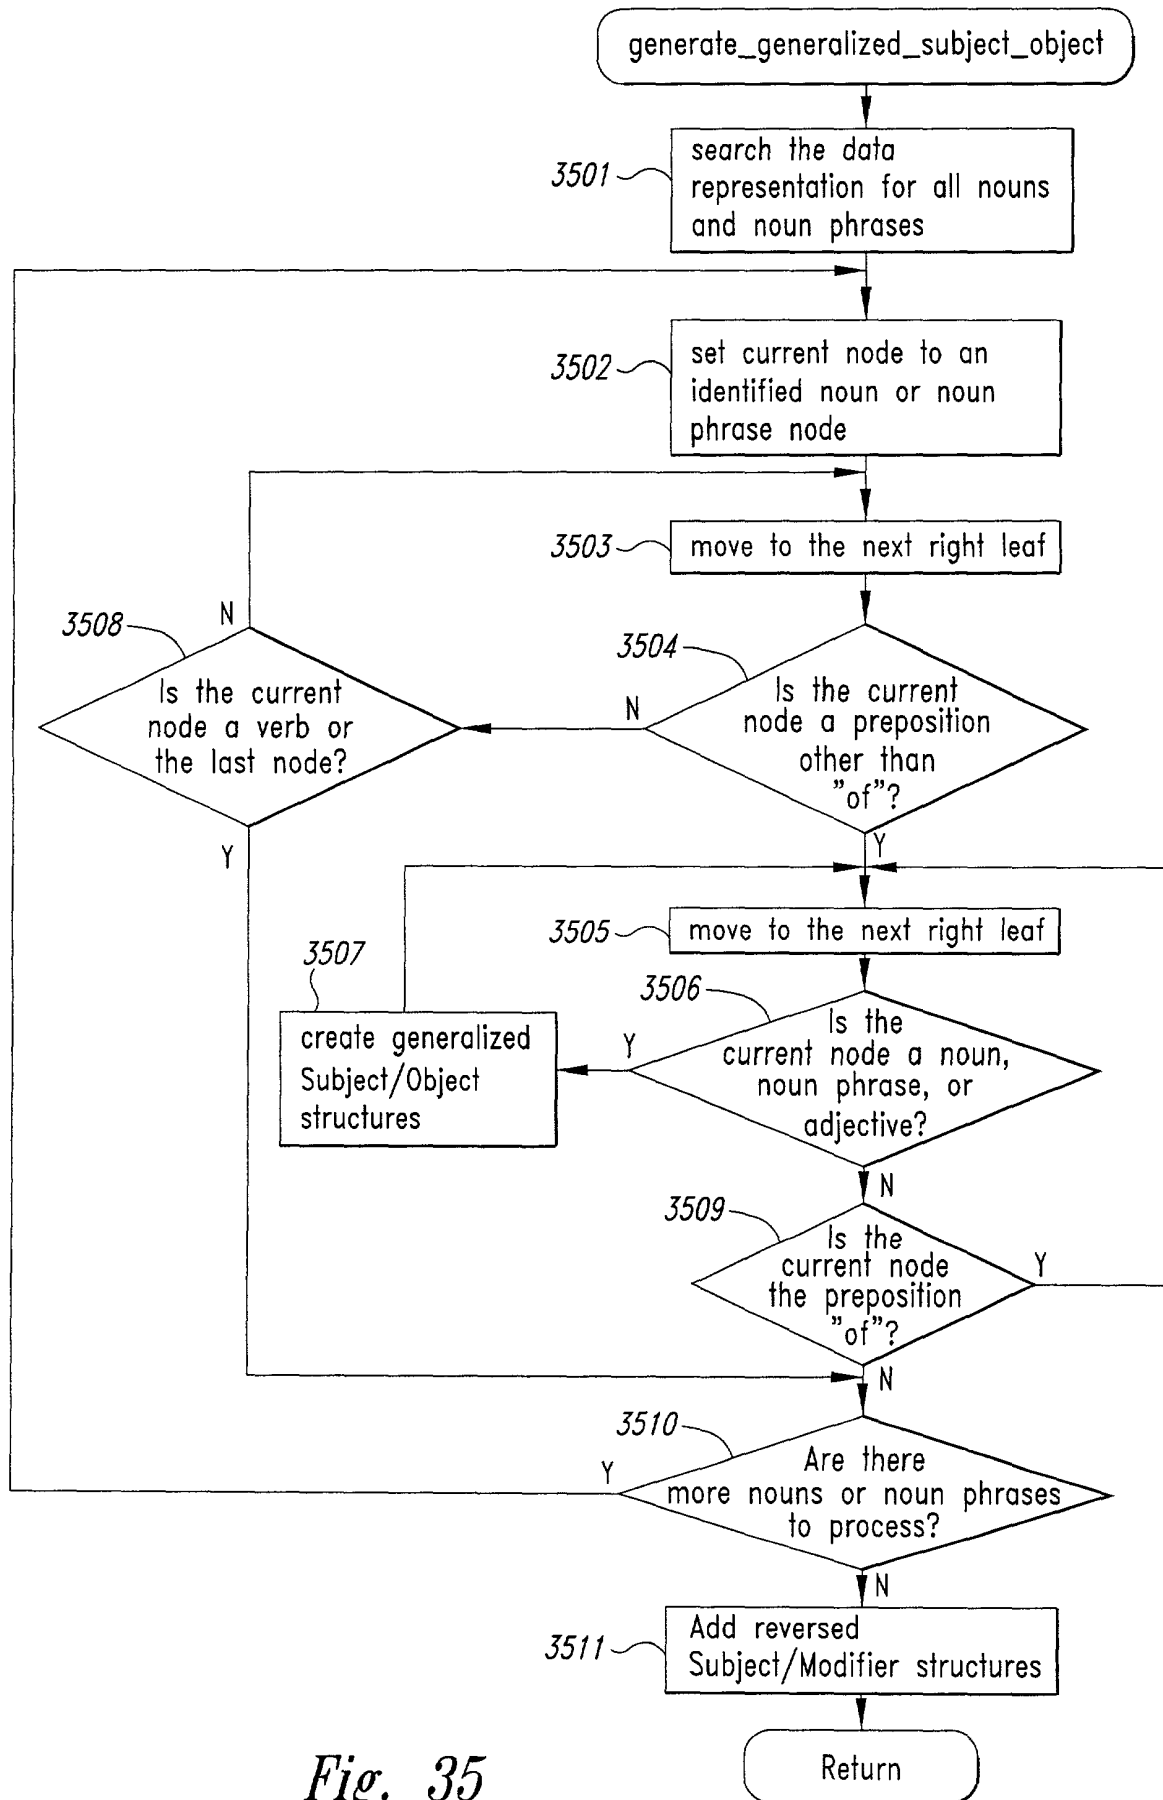 generate_generalized_subject_object
3501
search the data
representation for all nouns
and noun phrases
3502
set current node to an
identified noun or noun
phrase node
3503
move to the next right leaf
N
3508
Is the current
node a verb or
the last node?
Y
3504
N
Is the current
node a preposition
other than
"of"?
Y
3505
move to the next right leaf
3507
create generalized
Subject/Object
structures
3506
Y
Is the
current node a noun,
noun phrase, or
adjective?
N
3509
Is the
current node
the preposition
"of"?
Y
N
3510
Y
Are there
more nouns or noun phrases
to process?
N
3511
Add reversed
Subject/Modifier structures
Return
Fig. 35